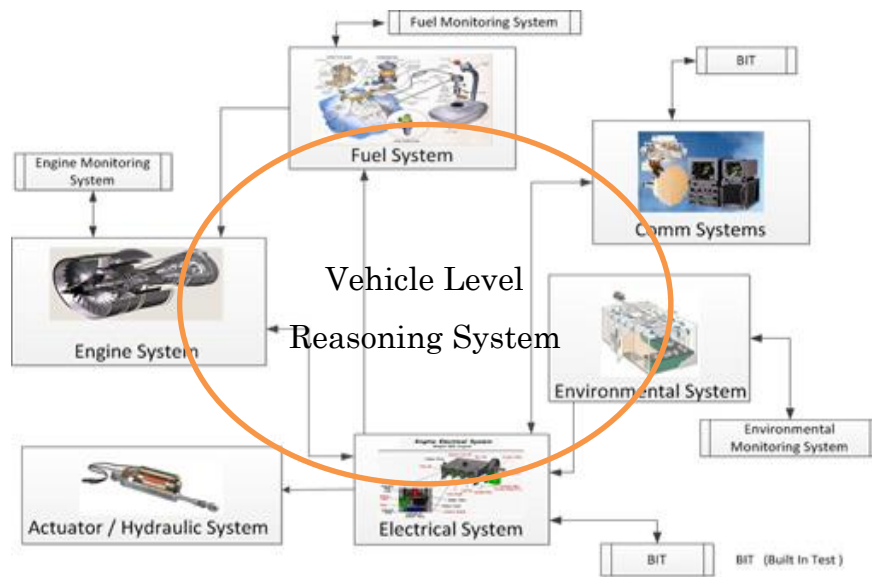 Fuel Monitoring System
BIT
Fuel System
Engine Monitoring
System
Comm Systems
Vehicle Level
Reasoning System
Engine System
Environmental System
Environmental
Monitoring System
Engine Electrical System
Actuator / Hydraulic System
Electrical System
BIT
BIT (Built In Test )